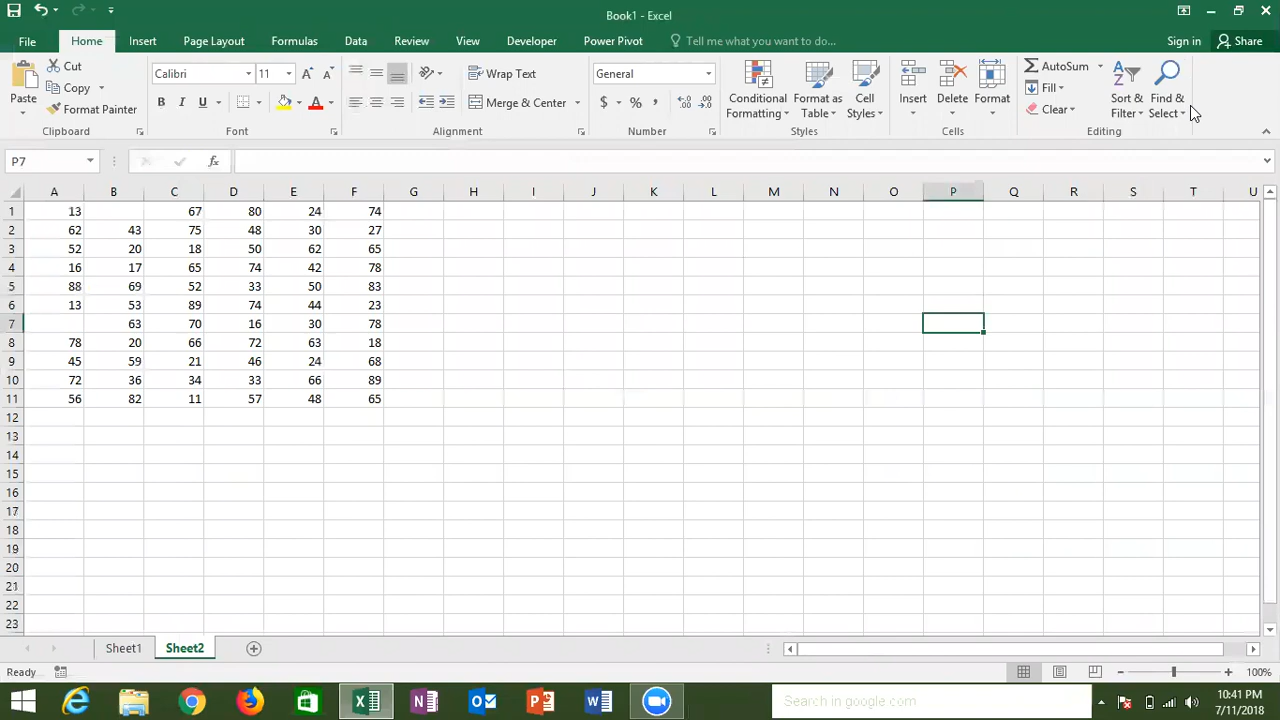 Book1 - Excel
File Home Insert Page Layout Formulas Data Review View Developer Power Pivot Tell me what you want to do... Sign in Share
Paste Cut Copy Format Painter Clipboard
Calibri 11 B I U A Font
Wrap Text Merge & Center Alignment
General $ % , Number
Conditional Formatting Format as Table Cell Styles Styles
Insert Delete Format Cells
AutoSum Fill Clear Sort & Filter Find & Select Editing
P7 fx
A B C D E F G H I J K L M N O P Q R S T U
1 13 67 80 24 74
2 62 43 75 48 30 27
3 52 20 18 50 62 65
4 16 17 65 74 42 78
5 88 69 52 33 50 83
6 13 53 89 74 44 23
7 63 70 16 30 78
8 78 20 66 72 63 18
9 45 59 21 46 24 68
10 72 36 34 33 66 89
11 56 82 11 57 48 65
12
13
14
15
16
17
18
19
20
21
22
23
Sheet1 Sheet2
Ready 100%
Search in google com 10:41 PM
7/11/2018